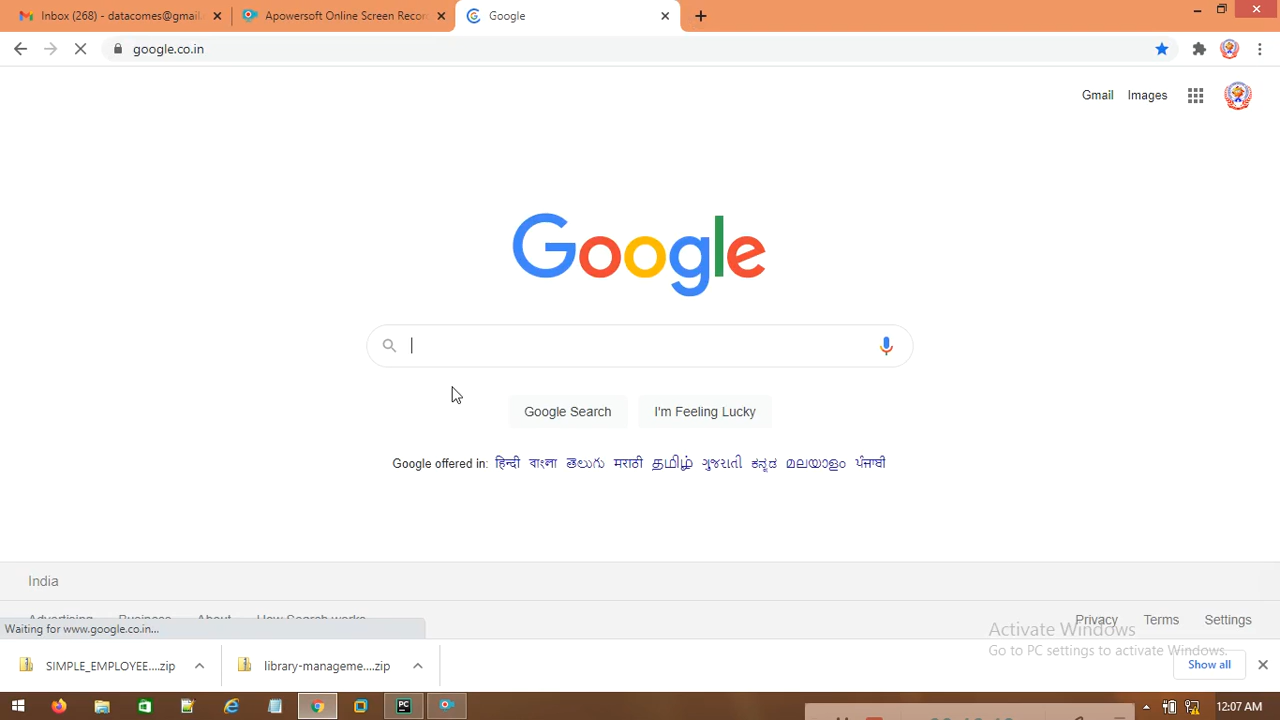 Inbox (268) - datacomes@gmail.
Apowersoft Online Screen Recor
Google
google.co.in
Gmail Images
Google
Google Search I'm Feeling Lucky
Google offered in: हिन्दी বাংলা తెలుగు मराठी தமிழ் ગુજરાતી ಕನ್ನಡ മലയാളം ਪੰਜਾਬੀ
India
Advertising Business About How Search works
Privacy Terms Settings
Waiting for www.google.co.in...
Activate Windows
Go to PC settings to activate Windows.
SIMPLE_EMPLOYEE....zip library-manageme....zip Show all
PC
12:07 AM